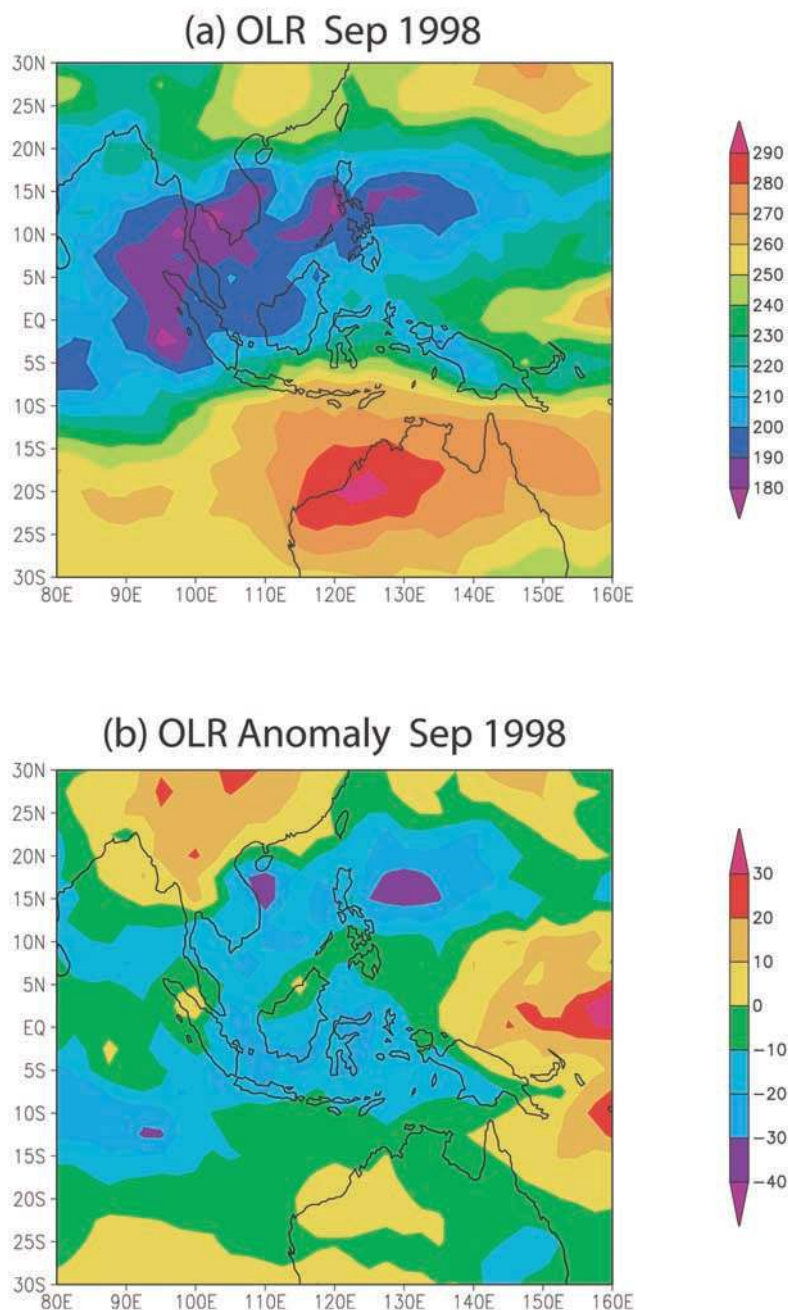 (a) OLR Sep 1998
30N
25N
20N
15N
10N
5N
EQ
5S
10S
15S
20S
25S
30S
80E 90E 100E 110E 120E 130E 140E 150E 160E
290
280
270
260
250
240
230
220
210
200
190
180
(b) OLR Anomaly Sep 1998
30N
25N
20N
15N
10N
5N
EQ
5S
10S
15S
20S
25S
30S
80E 90E 100E 110E 120E 130E 140E 150E 160E
30
20
10
0
−10
−20
−30
−40